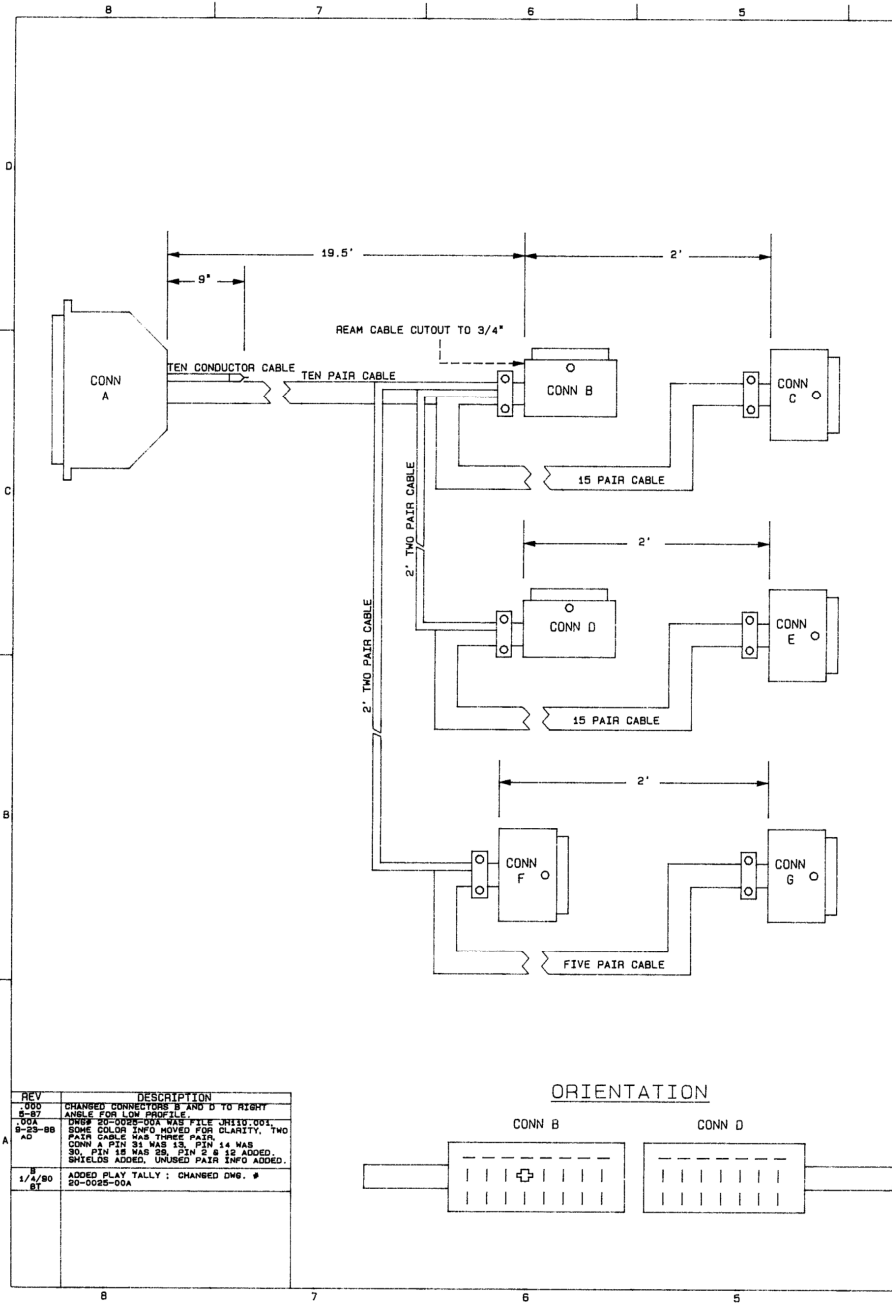 8 7 6 5
D
19.5' 2'
9"
REAM CABLE CUTOUT TO 3/4"
TEN CONDUCTOR CABLE
TEN PAIR CABLE
CONN A
CONN B
CONN C
15 PAIR CABLE
C
2' TWO PAIR CABLE
2'
CONN D
CONN E
2' TWO PAIR CABLE
15 PAIR CABLE
2'
B
CONN F
CONN G
FIVE PAIR CABLE
REV DESCRIPTION
.000 CHANGED CONNECTORS B AND D TO RIGHT
5-87 ANGLE FOR LOW PROFILE.
.00A DWG# 20-0025-00A WAS FILE JH110.001,
9-23-88 SOME COLOR INFO MOVED FOR CLARITY, TWO
AD PAIR CABLE WAS THREE PAIR,
CONN A PIN 31 WAS 13, PIN 14 WAS
30, PIN 15 WAS 29, PIN 2 & 12 ADDED.
SHIELDS ADDED, UNUSED PAIR INFO ADDED.
B
1/4/90 ADDED PLAY TALLY ; CHANGED DWG. #
BT 20-0025-00A
A
ORIENTATION
CONN B CONN D
8 7 6 5